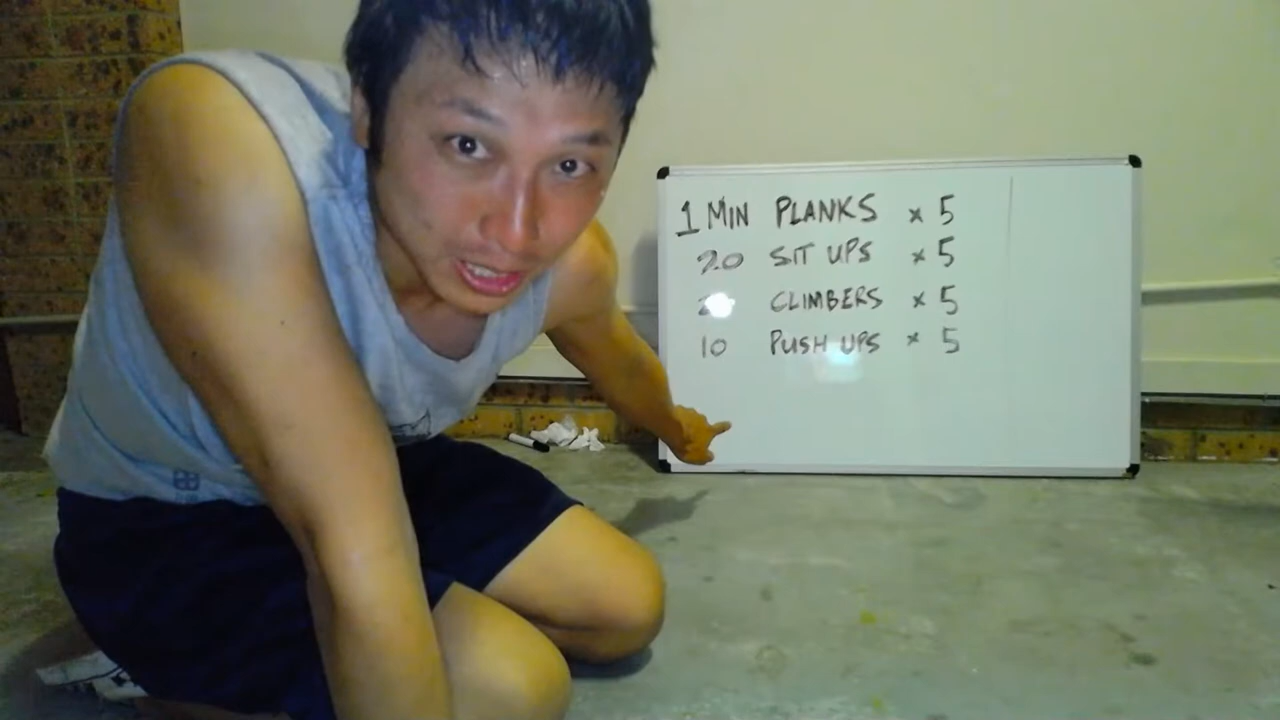 1 MIN PLANKS × 5
20 SIT UPS × 5
CLIMBERS × 5
10 PUSH UPS × 5